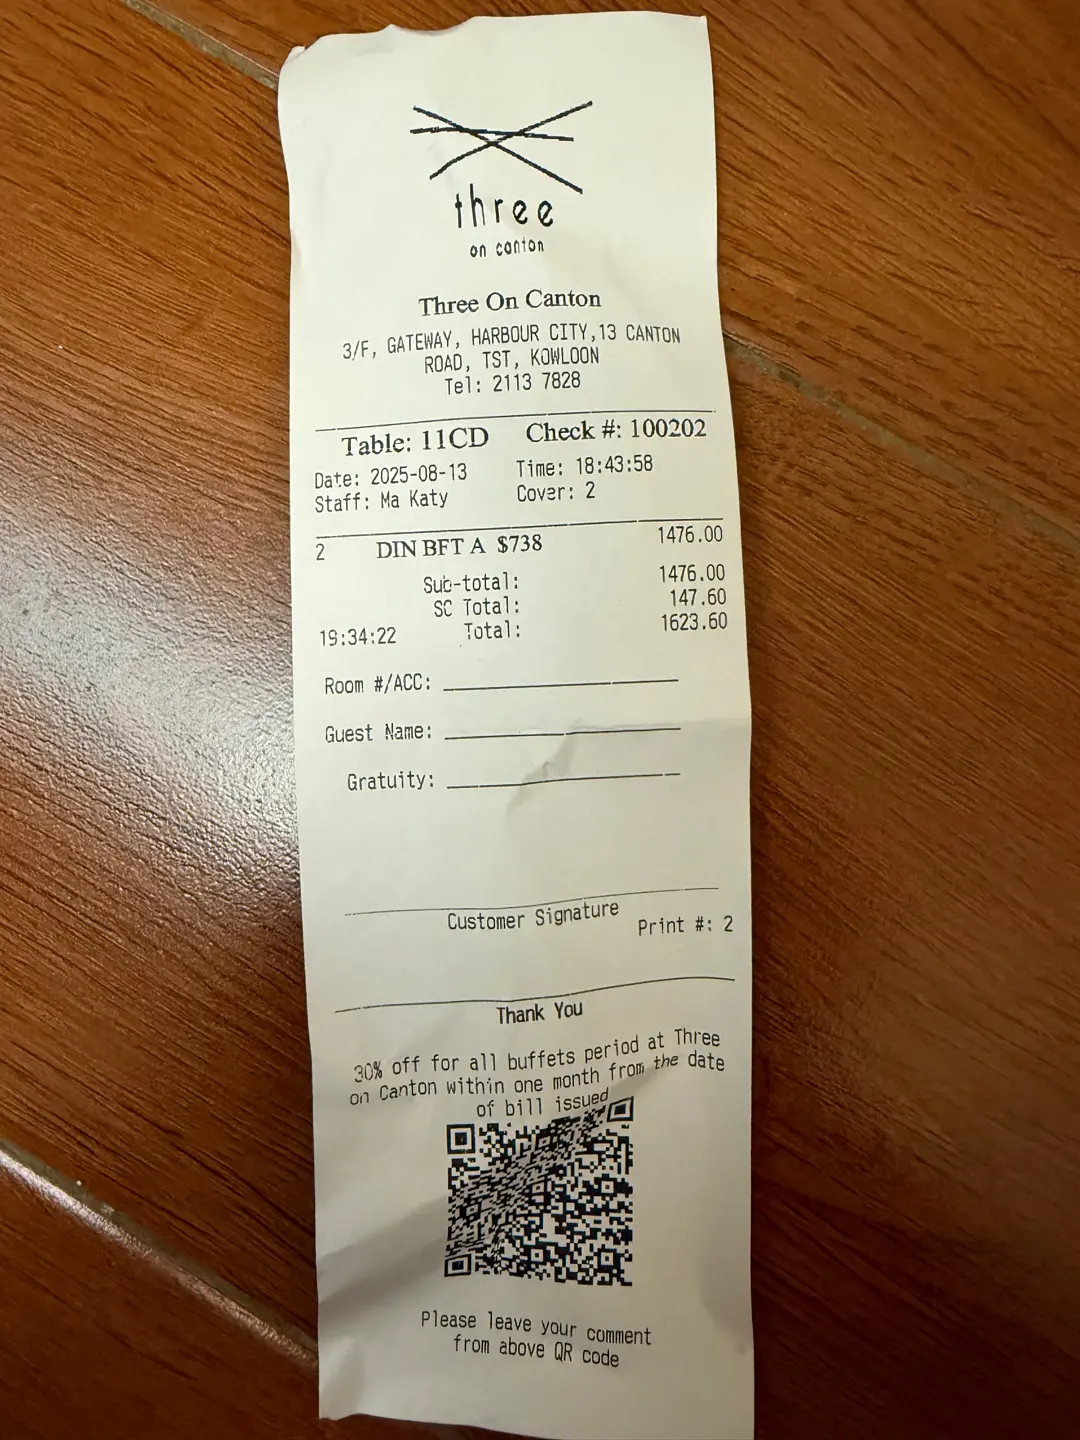 three
on canton
Three On Canton
3/F, GATEWAY, HARBOUR CITY,13 CANTON
ROAD, TST, KOWLOON
Tel: 2113 7828
Table: 11CD Check #: 100202
Date: 2025-08-13 Time: 18:43:58
Staff: Ma Katy Cover: 2
2 DIN BFT A $738 1476.00
Sub-total: 1476.00
SC Total: 147.60
19:34:22 Total: 1623.60
Room #/ACC:
Guest Name:
Gratuity:
Customer Signature
Print #: 2
Thank You
30% off for all buffets period at Three
on Canton within one month from the date
of bill issued
Please leave your comment
from above QR code